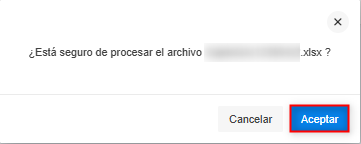 ¿Está seguro de procesar el archivo .xlsx ?
Cancelar
Aceptar